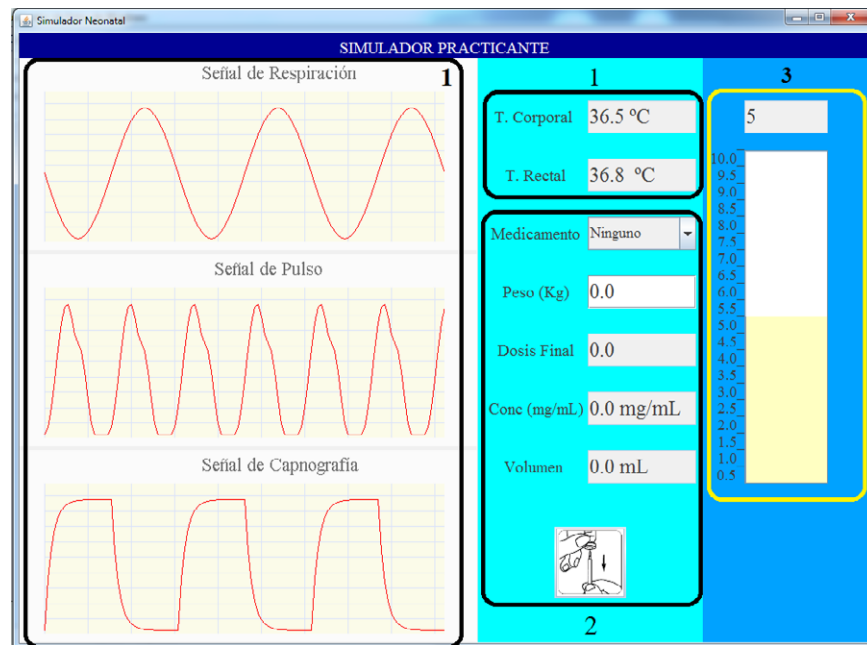 Simulador Neonatal
SIMULADOR PRACTICANTE
Señal de Respiración
1
Señal de Pulso
Señal de Capnografía
1
T. Corporal 36.5 ºC
T. Rectal 36.8 ºC
Medicamento Ninguno
Peso (Kg) 0.0
Dosis Final 0.0
Conc (mg/mL) 0.0 mg/mL
Volumen 0.0 mL
2
3
5
10.0
9.5
9.0
8.5
8.0
7.5
7.0
6.5
6.0
5.5
5.0
4.5
4.0
3.5
3.0
2.5
2.0
1.5
1.0
0.5